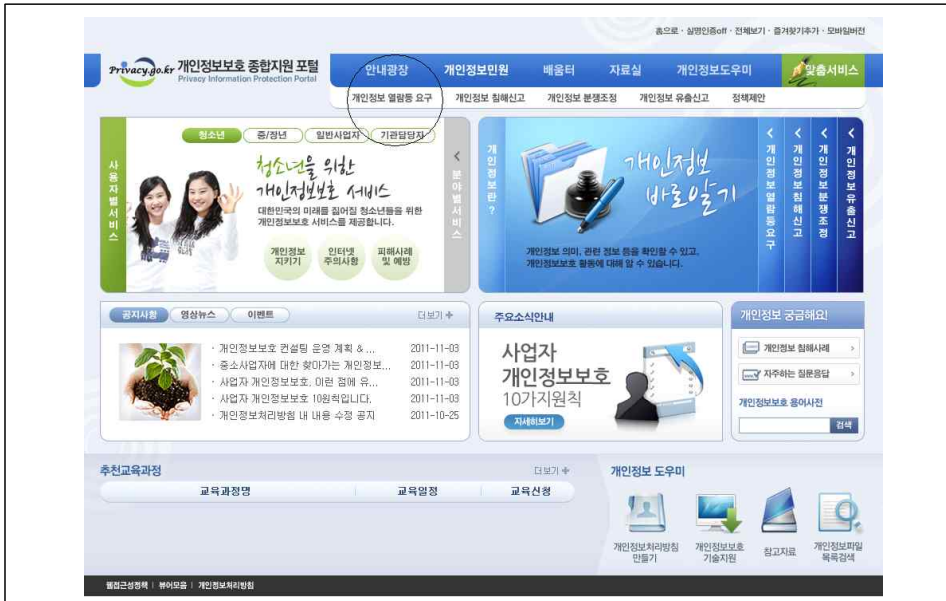 홈으로 · 실명인증off · 전체보기 · 즐겨찾기추가 · 모바일버전
Privacy.go.kr 개인정보보호 종합지원 포털
Privacy Information Protection Portal
안내광장 개인정보민원 배움터 자료실 개인정보도우미 맞춤서비스
개인정보 열람등 요구 개인정보 침해신고 개인정보 분쟁조정 개인정보 유출신고 정책제안
사용자별서비스
청소년 중/장년 일반사업자 기관담당자
청소년을 위한
개인정보보호 서비스
대한민국의 미래를 짊어질 청소년들을 위한
개인정보보호 서비스를 제공합니다.
개인정보 지키기
인터넷 주의사항
피해사례 및 예방
< 분야별서비스
개인정보란?
개인정보
바로알기
개인정보 의미, 관련 정보 등을 확인할 수 있고,
개인정보보호 활동에 대해 알 수 있습니다.
< 개인정보열람등요구
< 개인정보침해신고
< 개인정보분쟁조정
< 개인정보유출신고
공지사항 영상뉴스 이벤트 더보기 +
· 개인정보보호 컨설팅 운영 계획 & ... 2011-11-03
· 중소사업자에 대한 찾아가는 개인정보... 2011-11-03
· 사업자 개인정보보호, 이런 점에 유... 2011-11-03
· 사업자 개인정보보호 10원칙입니다. 2011-11-03
· 개인정보처리방침 내 내용 수정 공지 2011-10-25
주요소식안내
사업자
개인정보보호
10가지원칙
자세히보기
개인정보 궁금해요!
개인정보 침해사례 >
자주하는 질문응답 >
개인정보보호 용어사전
검색
추천교육과정 더보기 +
교육과정명 교육일정 교육신청
개인정보 도우미
개인정보처리방침 만들기
개인정보보호 기술지원
참고자료
개인정보파일 목록검색
웹접근성정책 | 뷰어모음 | 개인정보처리방침